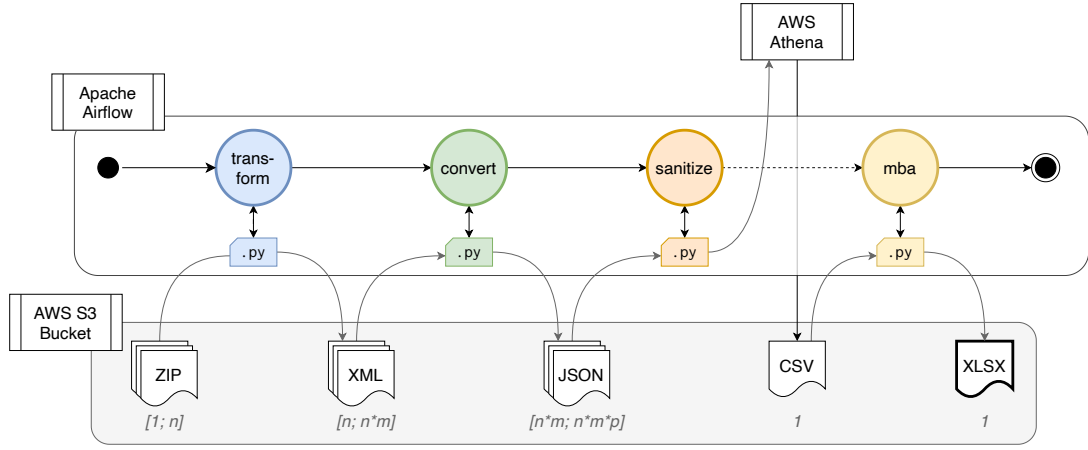 AWS
Athena
Apache
Airflow
trans-
form
convert
sanitize
mba
.py
.py
.py
.py
AWS S3
Bucket
ZIP
XML
JSON
CSV
XLSX
[1; n]
[n; n*m]
[n*m; n*m*p]
1
1